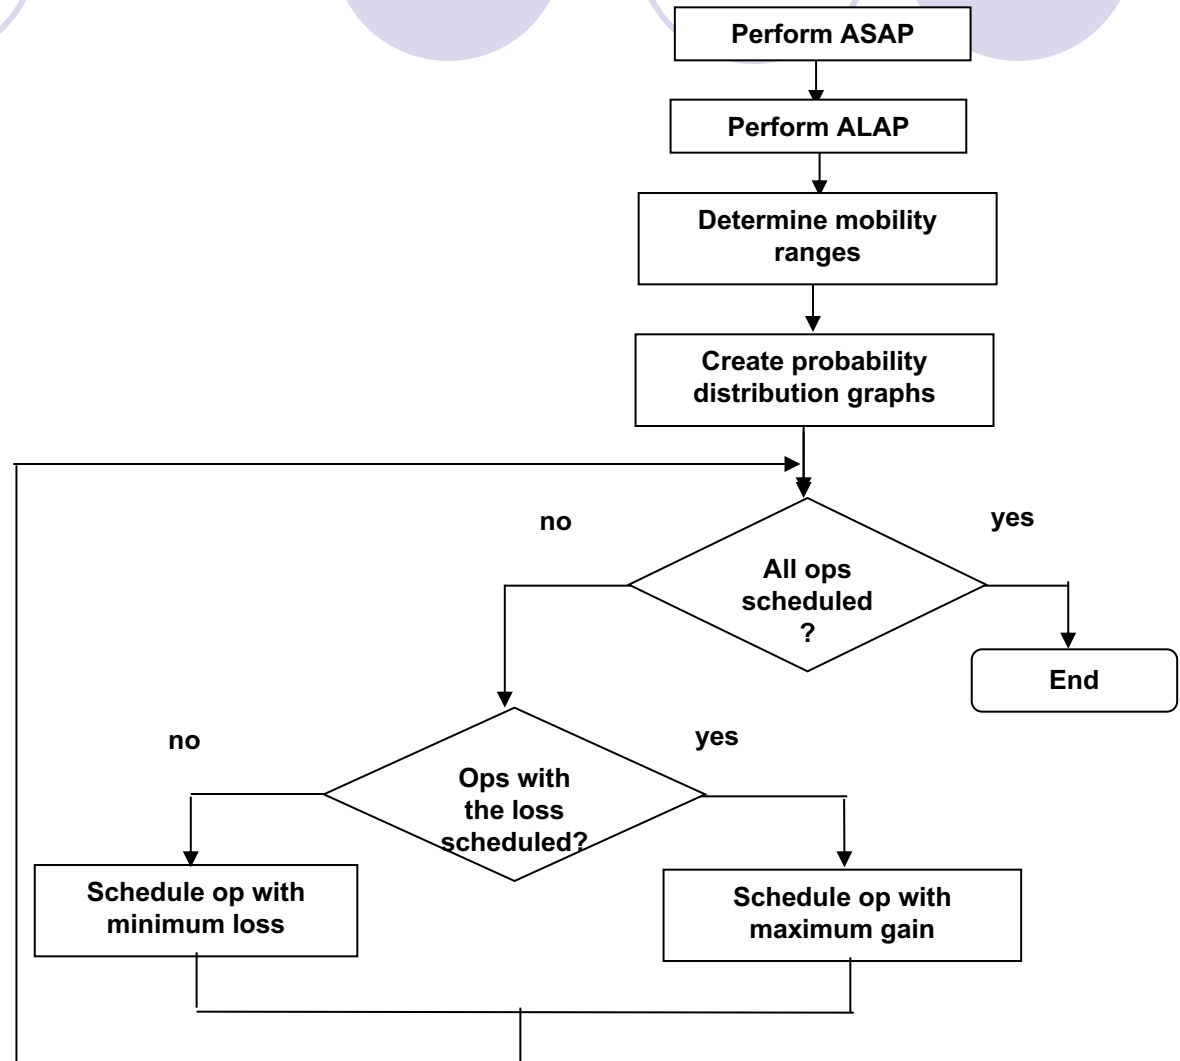 Perform ASAP
Perform ALAP
Determine mobility
ranges
Create probability
distribution graphs
no
yes
All ops
scheduled
?
End
no
yes
Ops with
the loss
scheduled?
Schedule op with
minimum loss
Schedule op with
maximum gain